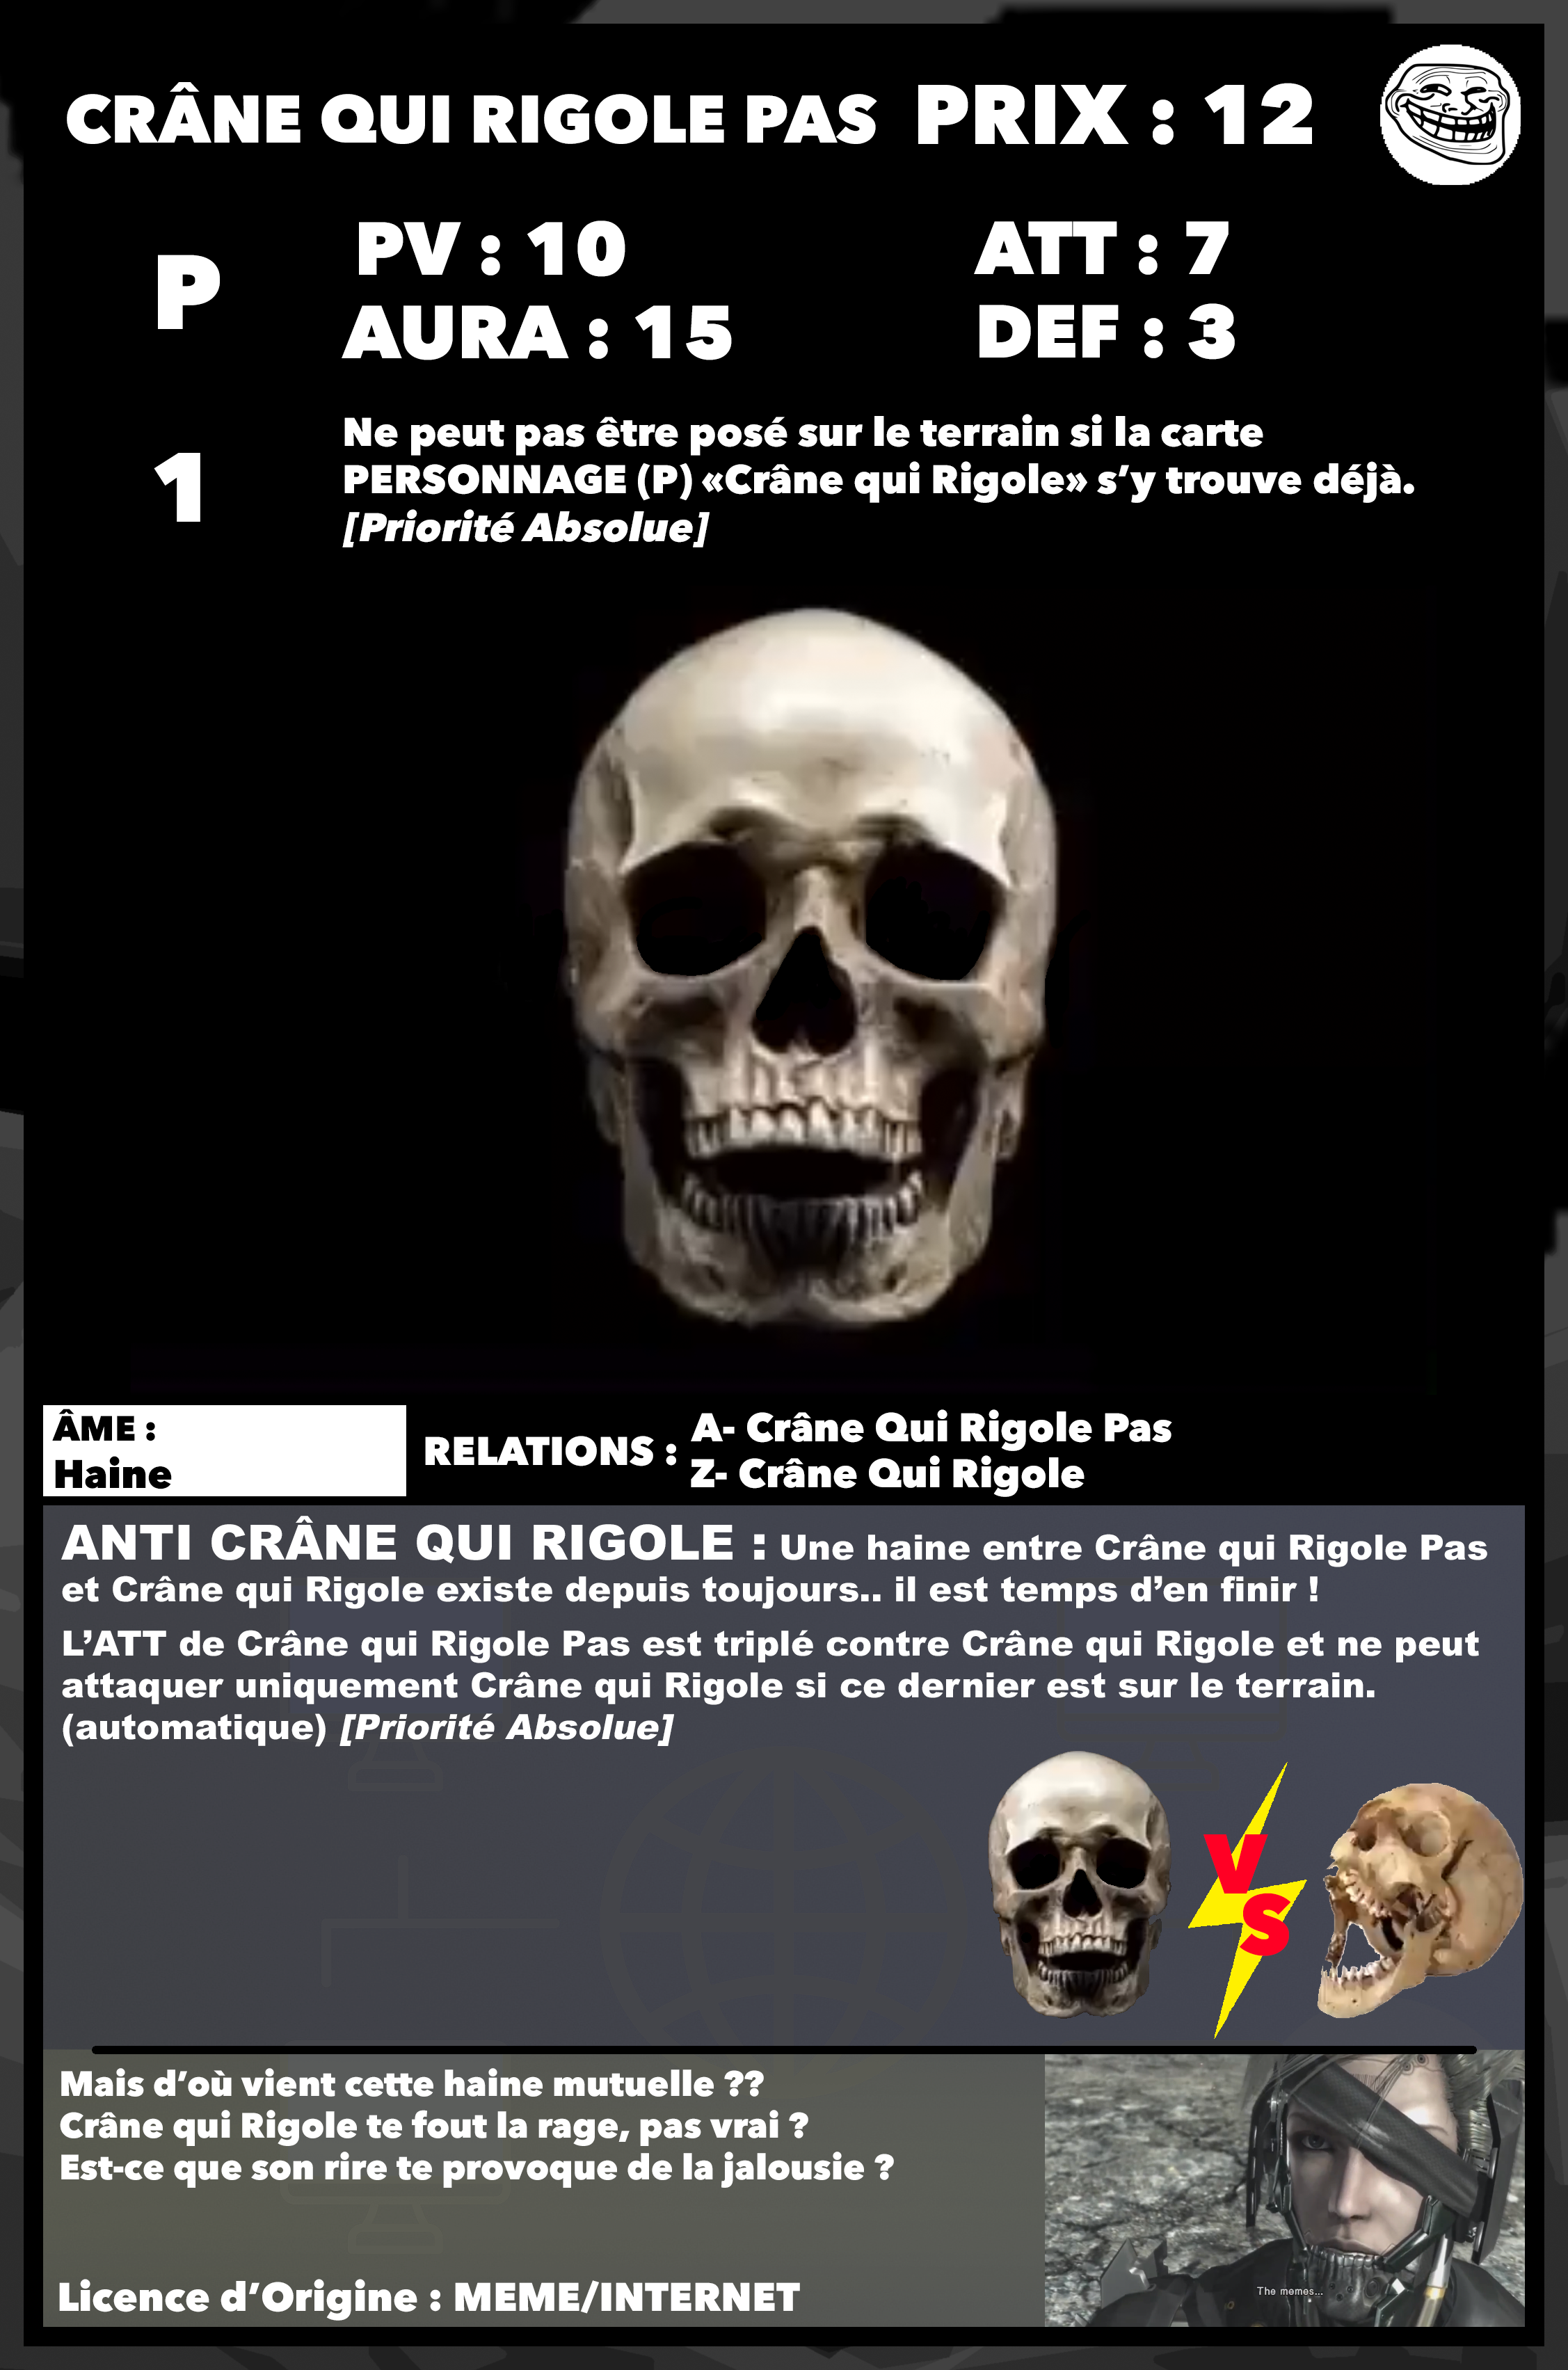 CRÂNE QUI RIGOLE PAS PRIX : 12
P
PV : 10 ATT : 7
AURA : 15 DEF : 3
1
Ne peut pas être posé sur le terrain si la carte
PERSONNAGE (P) «Crâne qui Rigole» s’y trouve déjà.
[Priorité Absolue]
ÂME :
Haine
RELATIONS :
A- Crâne Qui Rigole Pas
Z- Crâne Qui Rigole
ANTI CRÂNE QUI RIGOLE : Une haine entre Crâne qui Rigole Pas
et Crâne qui Rigole existe depuis toujours.. il est temps d’en finir !
L’ATT de Crâne qui Rigole Pas est triplé contre Crâne qui Rigole et ne peut
attaquer uniquement Crâne qui Rigole si ce dernier est sur le terrain.
(automatique) [Priorité Absolue]
VS
Mais d’où vient cette haine mutuelle ??
Crâne qui Rigole te fout la rage, pas vrai ?
Est-ce que son rire te provoque de la jalousie ?
The memes...
Licence d’Origine : MEME/INTERNET